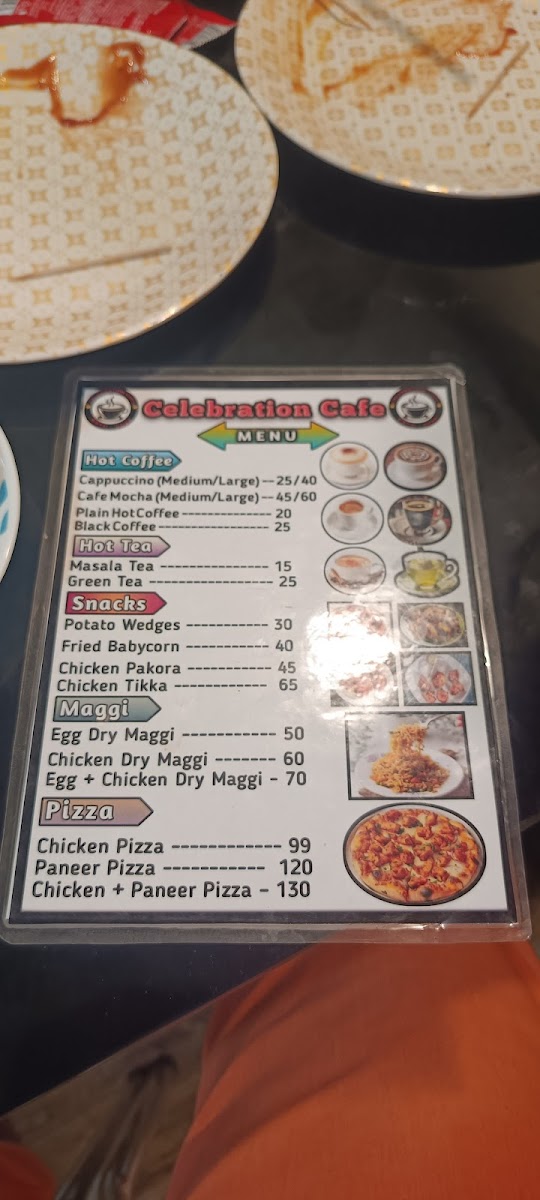 Celebration Cafe
MENU
Hot Coffee
Cappuccino (Medium/Large)--25/40
Cafe Mocha (Medium/Large)--45/60
Plain Hot Coffee ---------------- 20
Black Coffee-------------------- 25
Hot Tea
Masala Tea ---------------- 15
Green Tea ------------------ 25
Snacks
Potato Wedges ------------ 30
Fried Babycorn ----------- 40
Chicken Pakora ----------- 45
Chicken Tikka ------------ 65
Maggi
Egg Dry Maggi ------------ 50
Chicken Dry Maggi ------- 60
Egg + Chicken Dry Maggi - 70
Pizza
Chicken Pizza ------------- 99
Paneer Pizza ----------- 120
Chicken + Paneer Pizza - 130